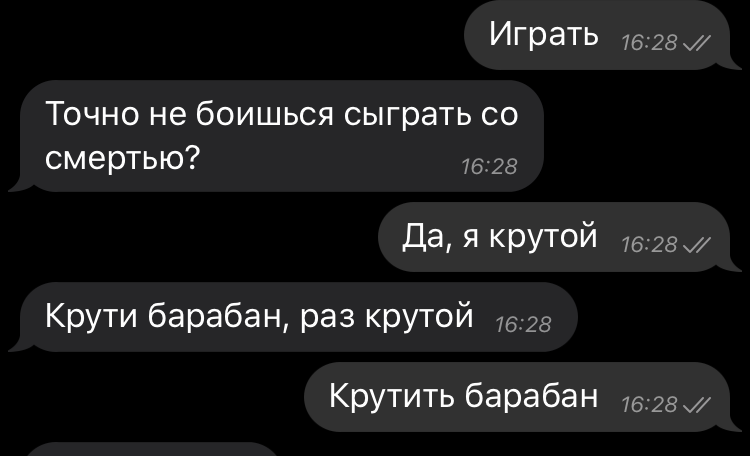 Играть 16:28
Точно не боишься сыграть со
смертью? 16:28
Да, я крутой 16:28
Крути барабан, раз крутой 16:28
Крутить барабан 16:28